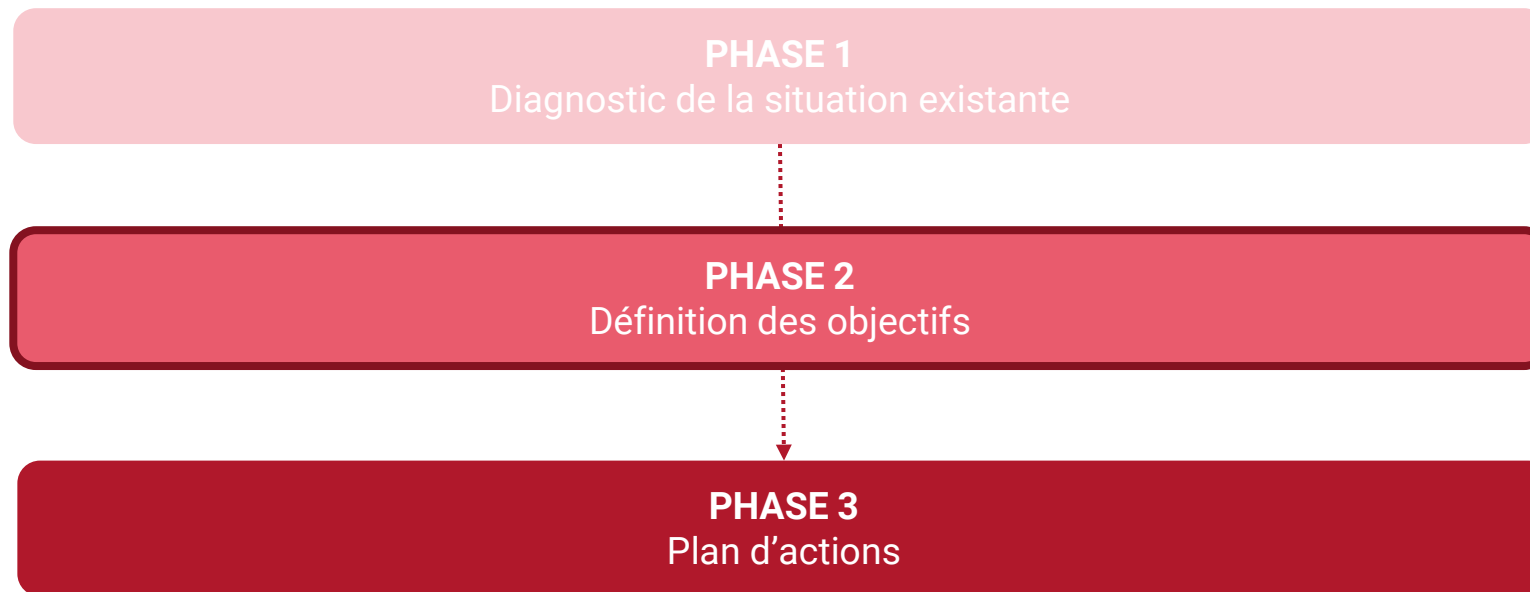 PHASE 1
Diagnostic de la situation existante
PHASE 2
Définition des objectifs
PHASE 3
Plan d’actions